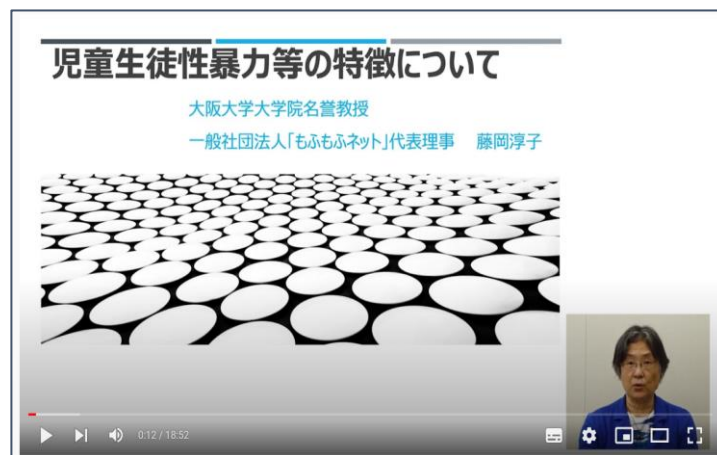 児童生徒性暴力等の特徴について
大阪大学大学院名誉教授
一般社団法人「もふもふネット」代表理事　藤岡淳子
0:12 / 18:52